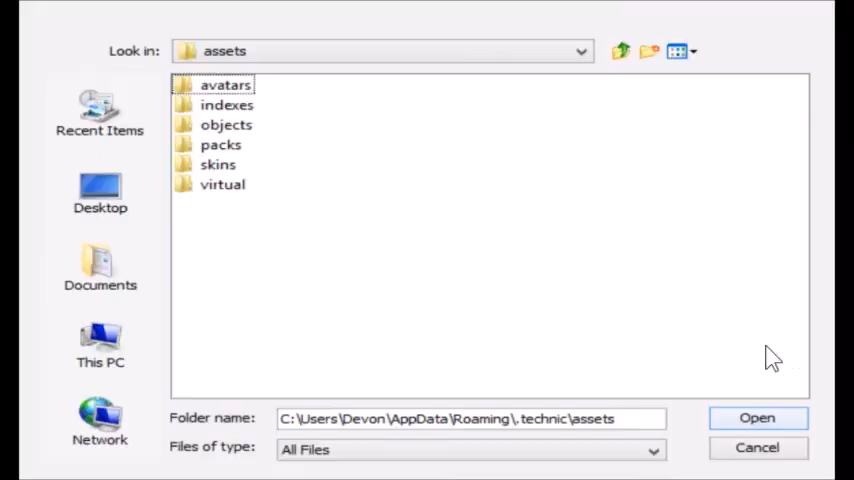 Look in: assets
avatars
indexes
objects
packs
skins
virtual
Recent Items
Desktop
Documents
This PC
Network
Folder name: C:\Users\Devon\AppData\Roaming\.technic\assets
Open
Files of type: All Files
Cancel